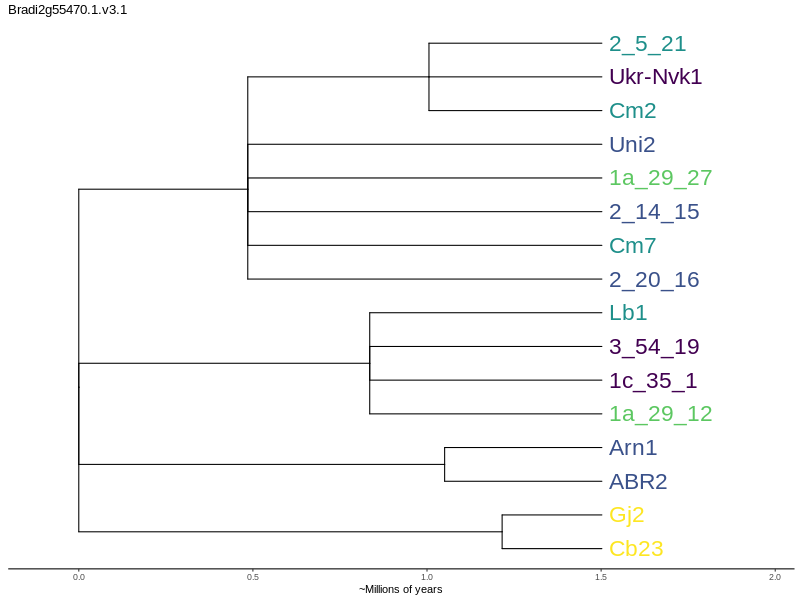 Bradi2g55470.1.v3.1
2_5_21
Ukr-Nvk1
Cm2
Uni2
1a_29_27
2_14_15
Cm7
2_20_16
Lb1
3_54_19
1c_35_1
1a_29_12
Arn1
ABR2
Gj2
Cb23
0.0 0.5 1.0 1.5 2.0
~Millions of years